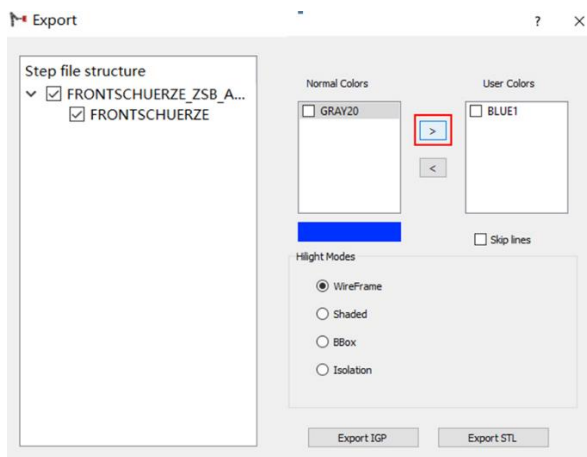 Export
?
Step file structure
FRONTSCHUERZE_ZSB_A...
FRONTSCHUERZE
Normal Colors
User Colors
GRAY20
BLUE1
>
<
Skip lines
Hilight Modes
WireFrame
Shaded
BBox
Isolation
Export IGP
Export STL